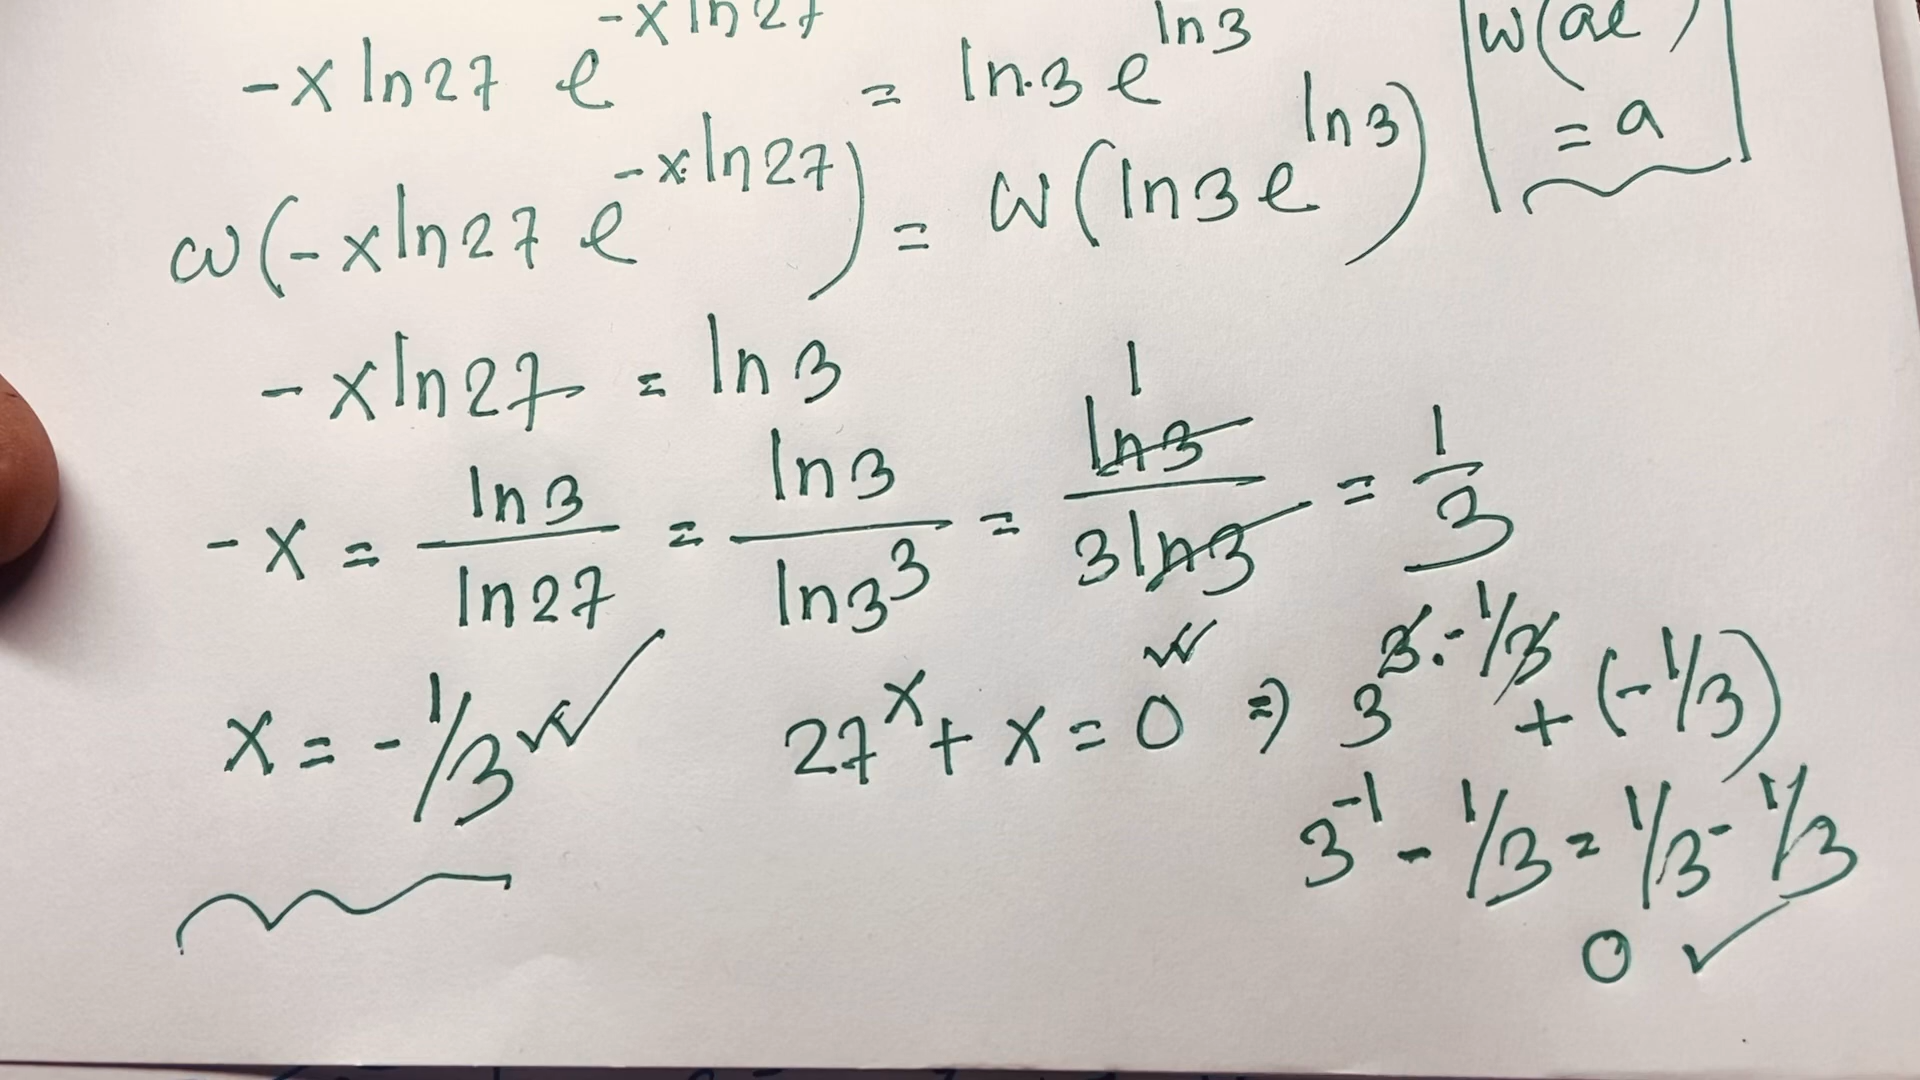 -x ln27 e^{-x ln27} = ln.3 e^{ln3}
W(ae ) = a
W(-x ln27 e^{-x ln27}) = W(ln3 e^{ln3})
-x ln27 = ln3
-x = ln3/ln27 = ln3/ln3^3 = ln3/3ln3 = 1/3
x = -1/3 ✓
27^x + x = 0 => 3^{3·-1/3} + (-1/3)
3^{-1} - 1/3 = 1/3 - 1/3
0 ✓